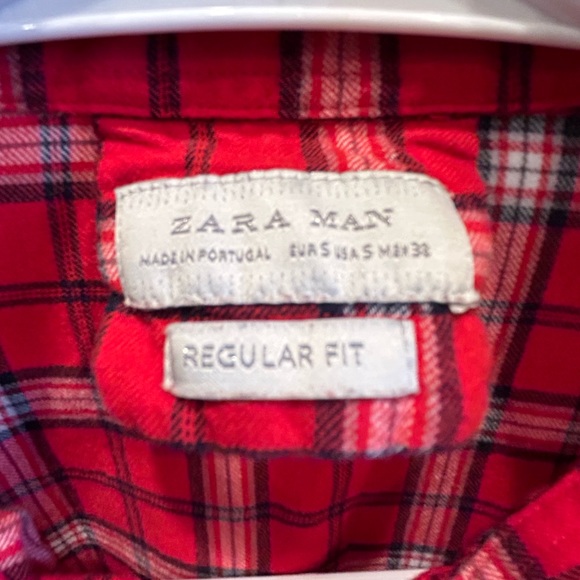 ZARA MAN
MADE IN PORTUGAL EUR S USA S MEX 38
REGULAR FIT